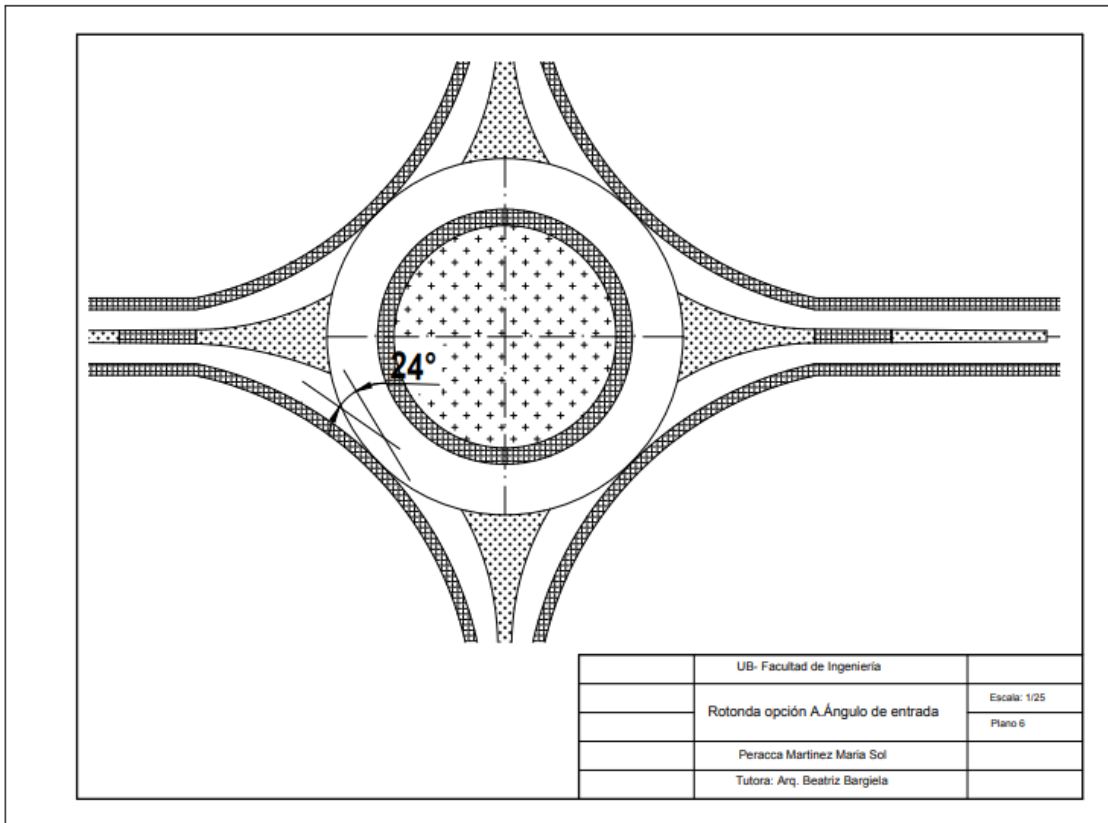 24°
UB- Facultad de Ingeniería
Rotonda opción A.Ángulo de entrada
Escala: 1/25
Plano 6
Peracca Martinez Maria Sol
Tutora: Arq. Beatriz Bargiela